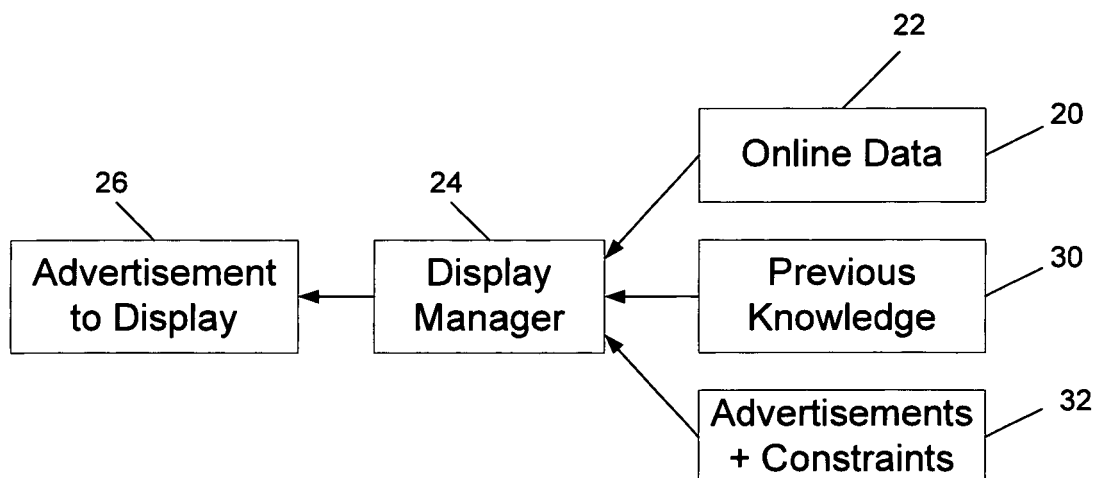 22
20
Online Data
26
24
Advertisement
to Display
Display
Manager
Previous
Knowledge
30
Advertisements
+ Constraints
32